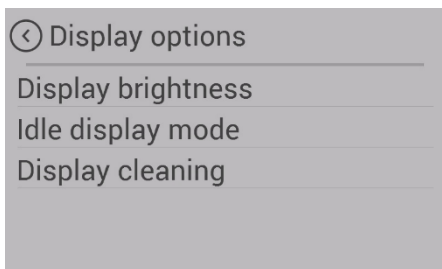 Display options
Display brightness
Idle display mode
Display cleaning